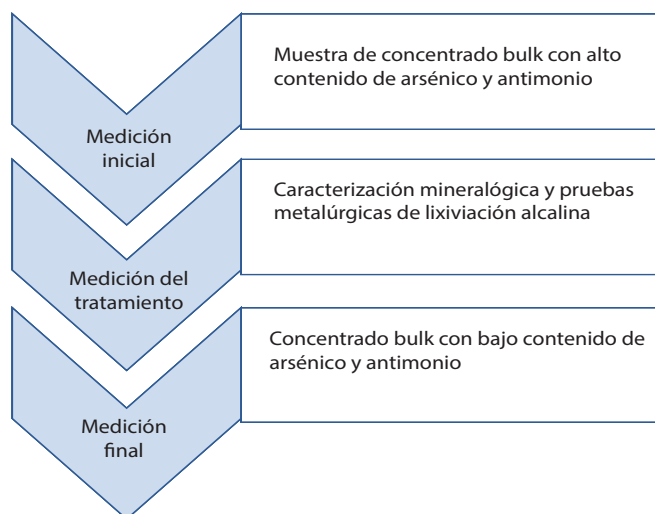 Muestra de concentrado bulk con alto
contenido de arsénico y antimonio
Medición
inicial
Caracterización mineralógica y pruebas
metalúrgicas de lixiviación alcalina
Medición del
tratamiento
Concentrado bulk con bajo contenido de
arsénico y antimonio
Medición
final